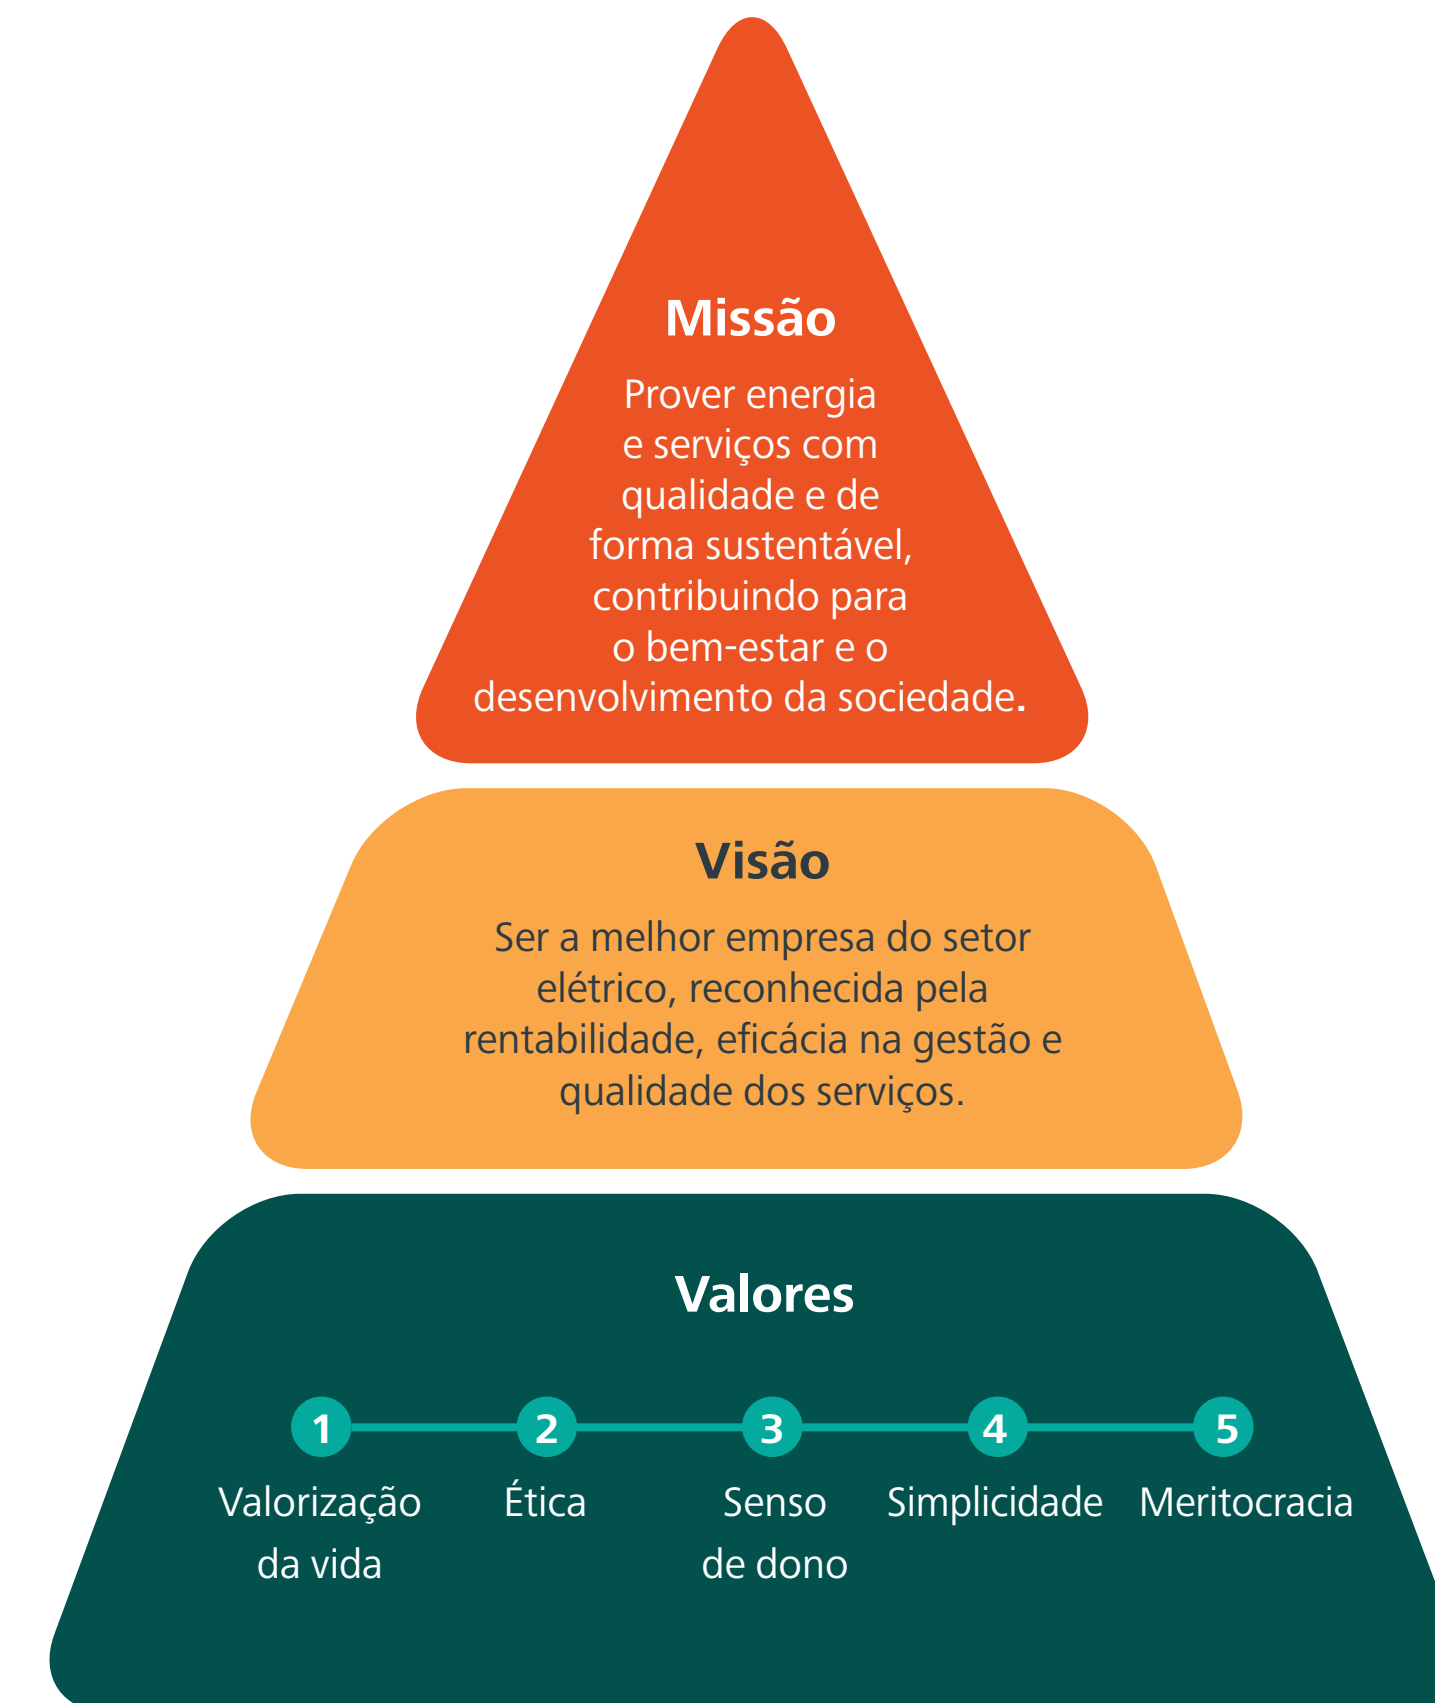 Missão
Prover energia
e serviços com
qualidade e de
forma sustentável,
contribuindo para
o bem-estar e o
desenvolvimento da sociedade.
Visão
Ser a melhor empresa do setor
elétrico, reconhecida pela
rentabilidade, eficácia na gestão e
qualidade dos serviços.
Valores
1 2 3 4 5
Valorização Ética Senso Simplicidade Meritocracia
da vida de dono